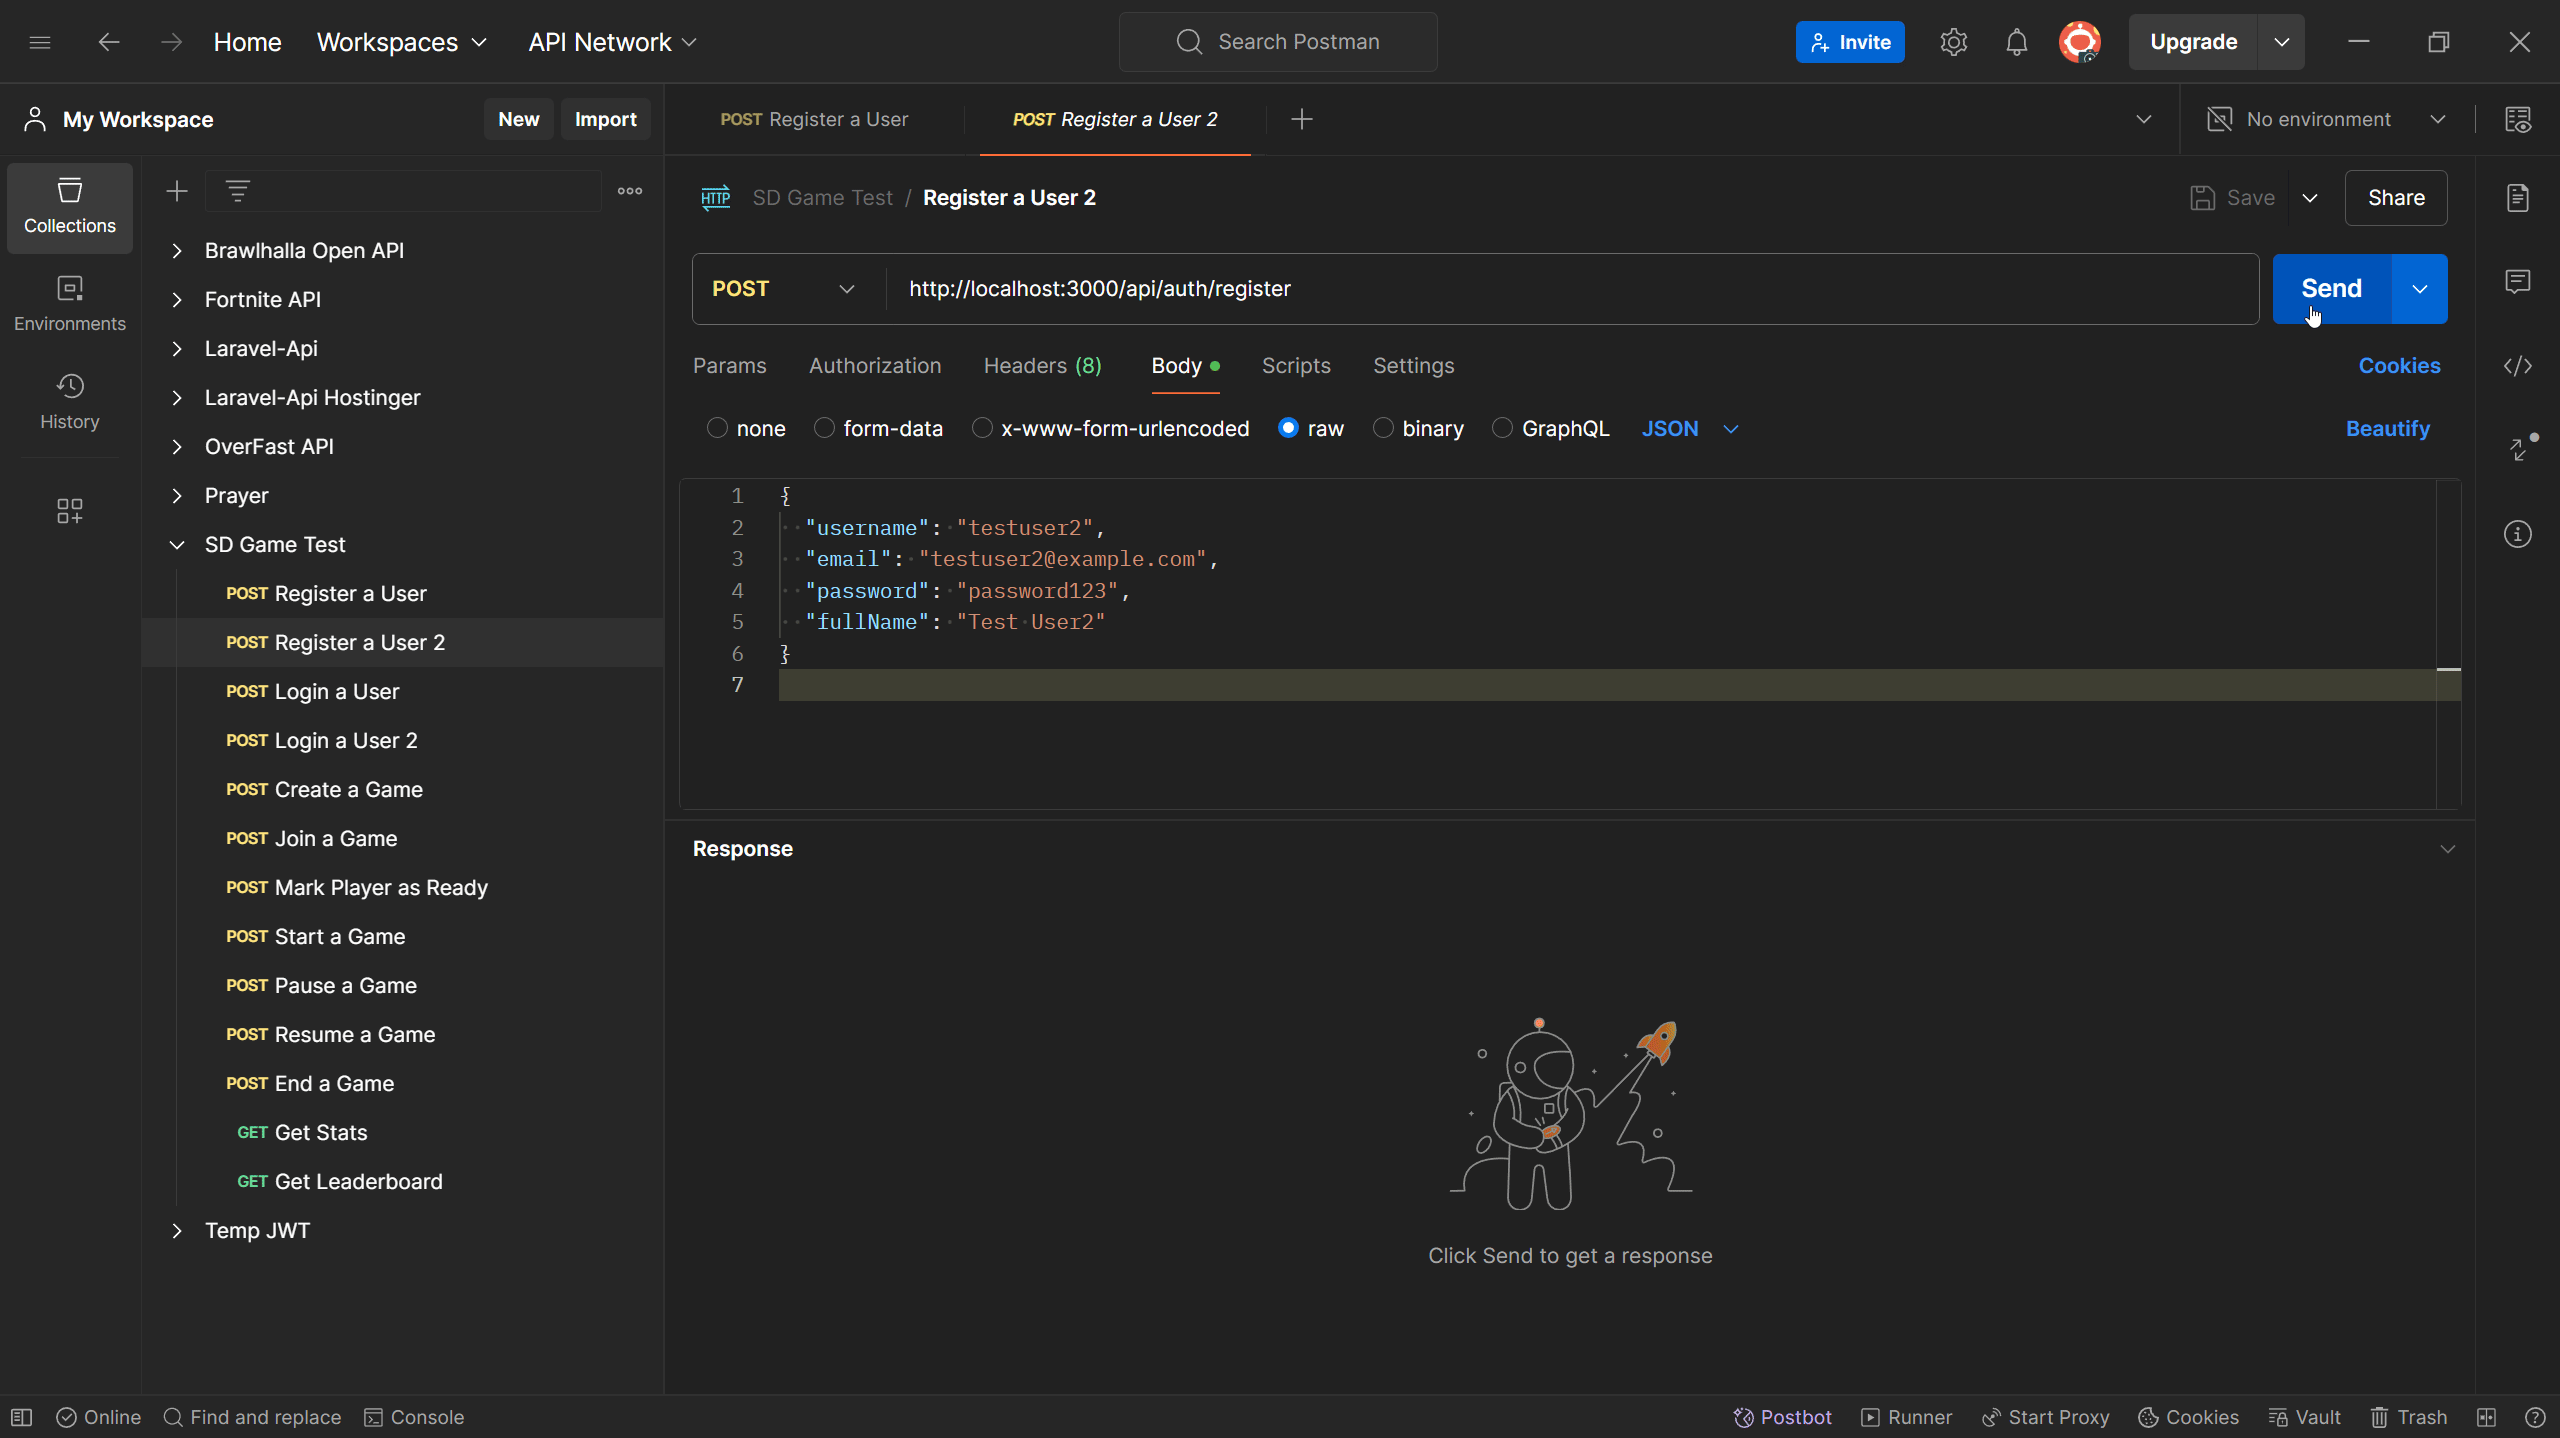 Home Workspaces API Network Search Postman Invite Upgrade
My Workspace New Import
POST Register a User POST Register a User 2 No environment
Collections
Environments
History
Brawlhalla Open API
Fortnite API
Laravel-Api
Laravel-Api Hostinger
OverFast API
Prayer
SD Game Test
POST Register a User
POST Register a User 2
POST Login a User
POST Login a User 2
POST Create a Game
POST Join a Game
POST Mark Player as Ready
POST Start a Game
POST Pause a Game
POST Resume a Game
POST End a Game
GET Get Stats
GET Get Leaderboard
Temp JWT
HTTP SD Game Test / Register a User 2 Save Share
POST http://localhost:3000/api/auth/register Send
Params Authorization Headers (8) Body Scripts Settings Cookies
none form-data x-www-form-urlencoded raw binary GraphQL JSON Beautify
1 {
2 "username": "testuser2",
3 "email": "testuser2@example.com",
4 "password": "password123",
5 "fullName": "Test User2"
6 }
7
Response
Click Send to get a response
Online Find and replace Console Postbot Runner Start Proxy Cookies Vault Trash